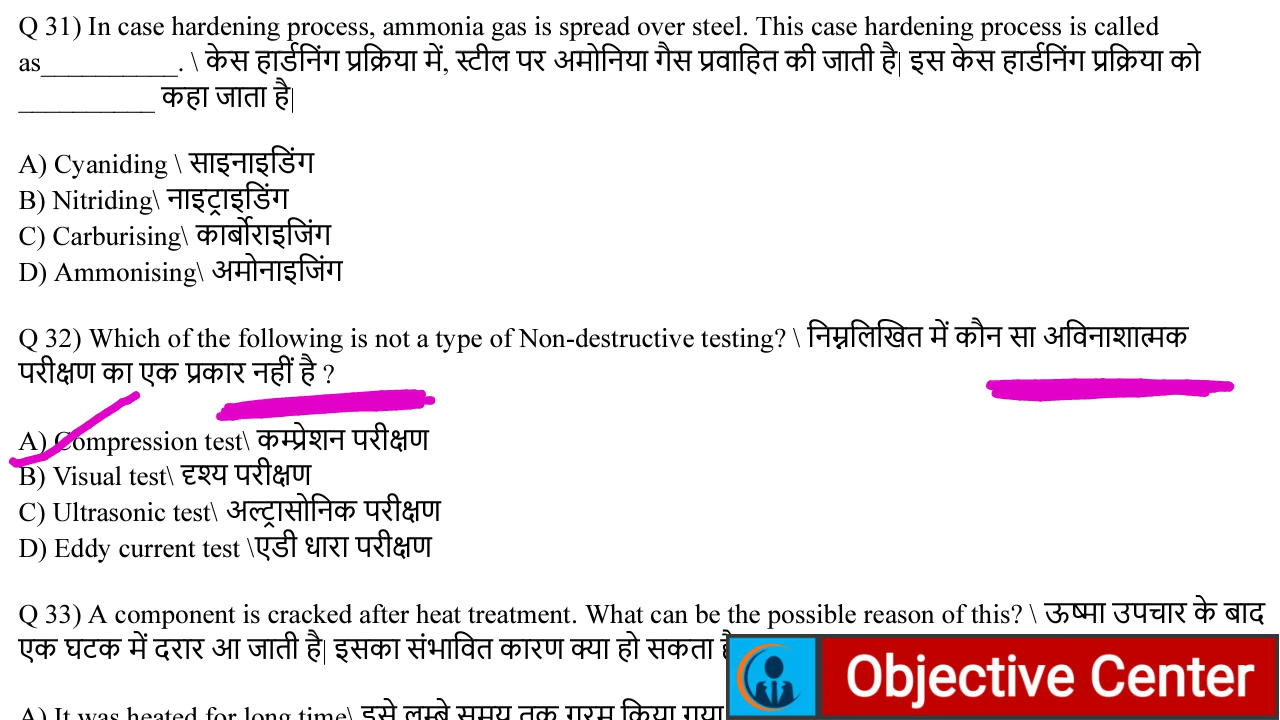 Q 31) In case hardening process, ammonia gas is spread over steel. This case hardening process is called
as__________. \ केस हार्डनिंग प्रक्रिया में, स्टील पर अमोनिया गैस प्रवाहित की जाती है| इस केस हार्डनिंग प्रक्रिया को
__________ कहा जाता है|
A) Cyaniding \ साइनाइडिंग
B) Nitriding\ नाइट्राइडिंग
C) Carburising\ कार्बोराइजिंग
D) Ammonising\ अमोनाइजिंग
Q 32) Which of the following is not a type of Non-destructive testing? \ निम्नलिखित में कौन सा अविनाशात्मक
परीक्षण का एक प्रकार नहीं है ?
A) Compression test\ कम्प्रेशन परीक्षण
B) Visual test\ दृश्य परीक्षण
C) Ultrasonic test\ अल्ट्रासोनिक परीक्षण
D) Eddy current test \एडी धारा परीक्षण
Q 33) A component is cracked after heat treatment. What can be the possible reason of this? \ ऊष्मा उपचार के बाद
एक घटक में दरार आ जाती है| इसका संभावित कारण क्या हो सकता
A) It was heated for long time\ इसे लम्बे समय तक गरम किया गया
Objective Center